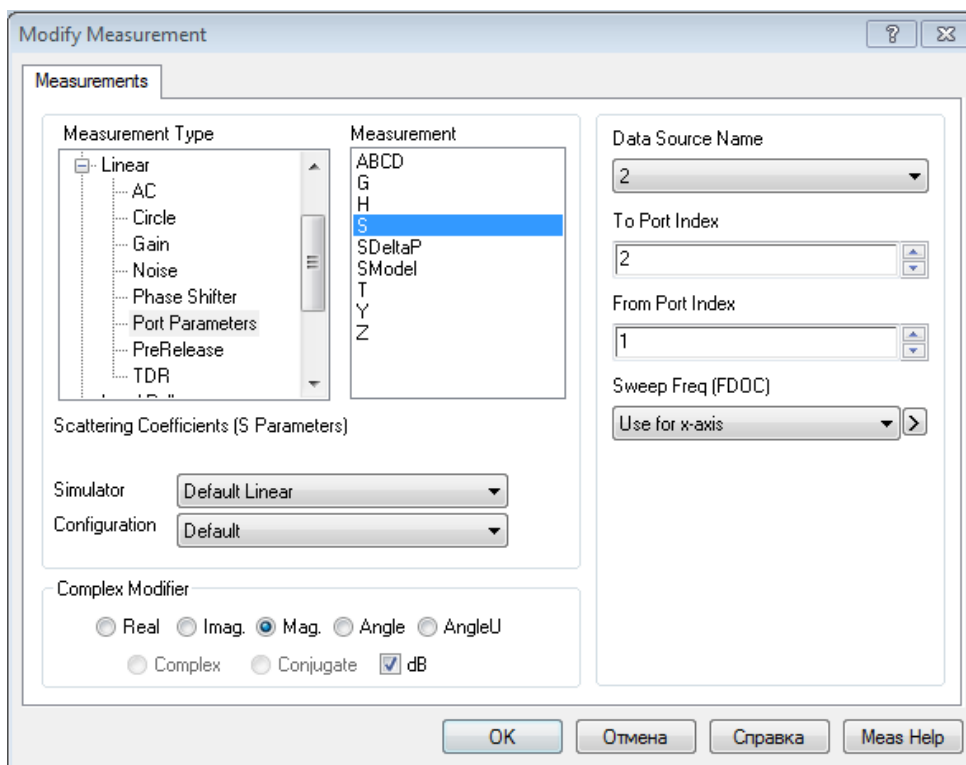 Modify Measurement
Measurements
Measurement Type
Linear
AC
Circle
Gain
Noise
Phase Shifter
Port Parameters
PreRelease
TDR
Measurement
ABCD
G
H
S
SDeltaP
SModel
T
Y
Z
Scattering Coefficients (S Parameters)
Simulator
Default Linear
Configuration
Default
Complex Modifier
Real
Imag.
Mag.
Angle
AngleU
Complex
Conjugate
dB
Data Source Name
2
To Port Index
2
From Port Index
1
Sweep Freq (FDOC)
Use for x-axis
>
OK
Отмена
Справка
Meas Help